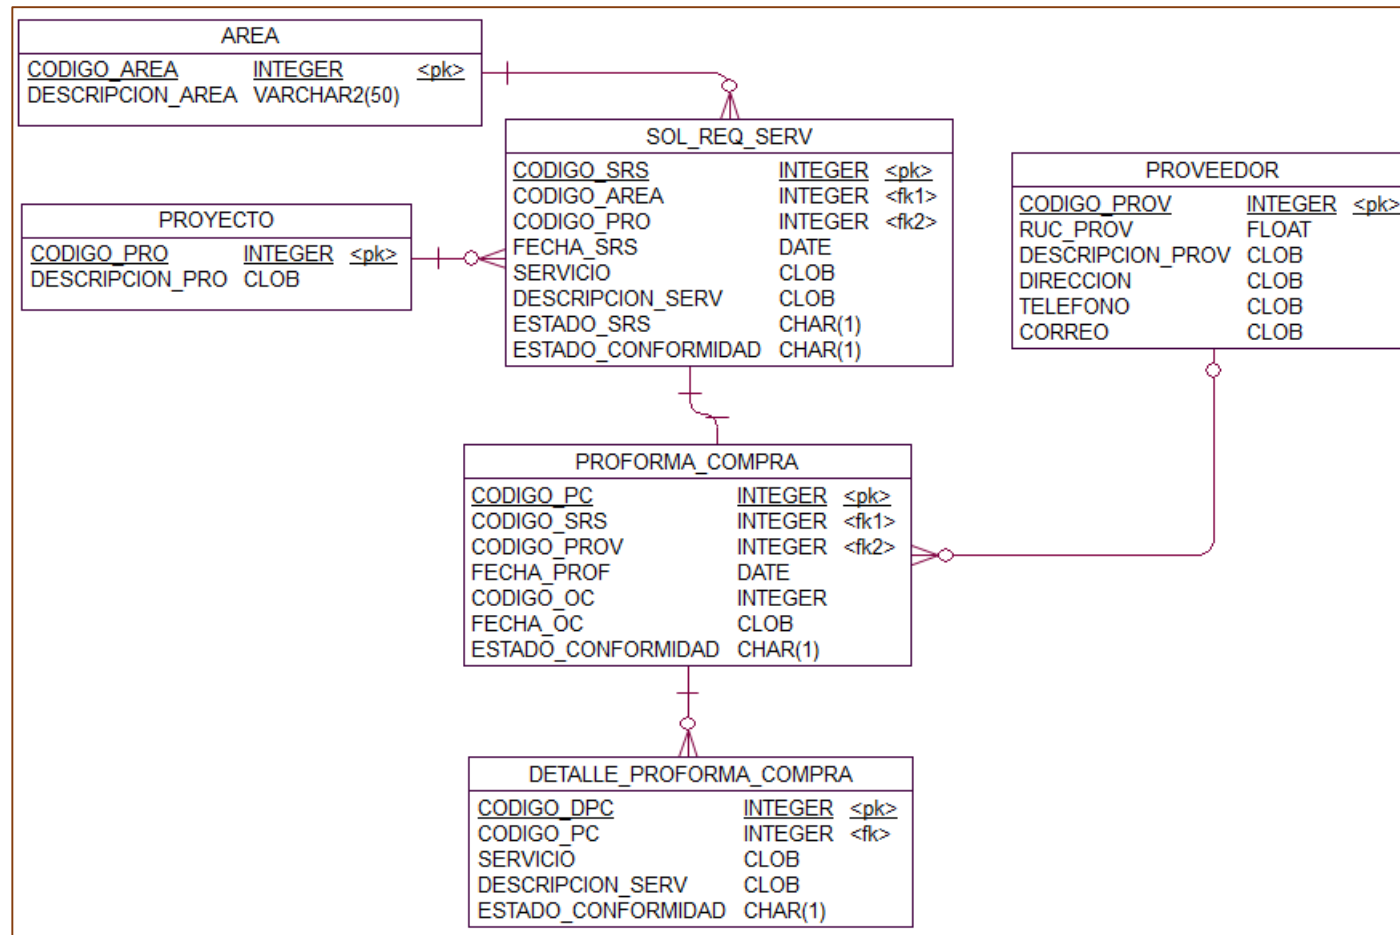 AREA
CODIGO_AREA INTEGER <pk>
DESCRIPCION_AREA VARCHAR2(50)
SOL_REQ_SERV
CODIGO_SRS INTEGER <pk>
CODIGO_AREA INTEGER <fk1>
CODIGO_PRO INTEGER <fk2>
FECHA_SRS DATE
SERVICIO CLOB
DESCRIPCION_SERV CLOB
ESTADO_SRS CHAR(1)
ESTADO_CONFORMIDAD CHAR(1)
PROVEEDOR
CODIGO_PROV INTEGER <pk>
RUC_PROV FLOAT
DESCRIPCION_PROV CLOB
DIRECCION CLOB
TELEFONO CLOB
CORREO CLOB
PROYECTO
CODIGO_PRO INTEGER <pk>
DESCRIPCION_PRO CLOB
PROFORMA_COMPRA
CODIGO_PC INTEGER <pk>
CODIGO_SRS INTEGER <fk1>
CODIGO_PROV INTEGER <fk2>
FECHA_PROF DATE
CODIGO_OC INTEGER
FECHA_OC CLOB
ESTADO_CONFORMIDAD CHAR(1)
DETALLE_PROFORMA_COMPRA
CODIGO_DPC INTEGER <pk>
CODIGO_PC INTEGER <fk>
SERVICIO CLOB
DESCRIPCION_SERV CLOB
ESTADO_CONFORMIDAD CHAR(1)